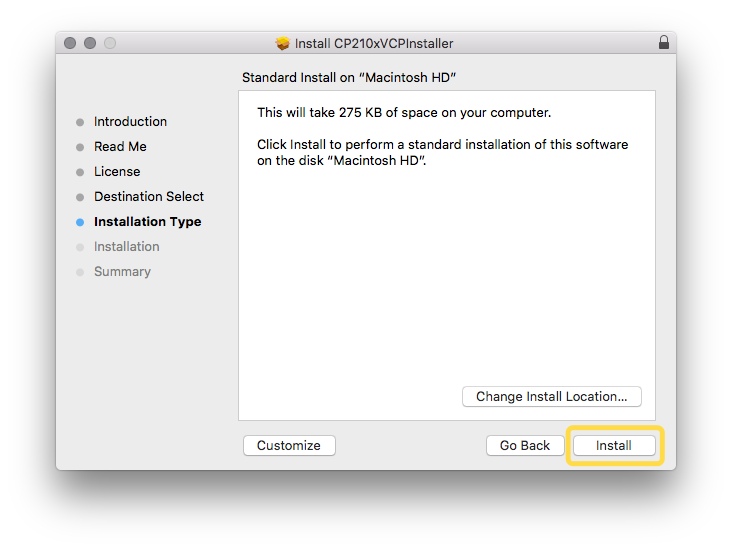 Install CP210xVCPInstaller
Standard Install on “Macintosh HD”
Introduction
Read Me
License
Destination Select
Installation Type
Installation
Summary
This will take 275 KB of space on your computer.
Click Install to perform a standard installation of this software
on the disk “Macintosh HD”.
Change Install Location...
Customize
Go Back
Install